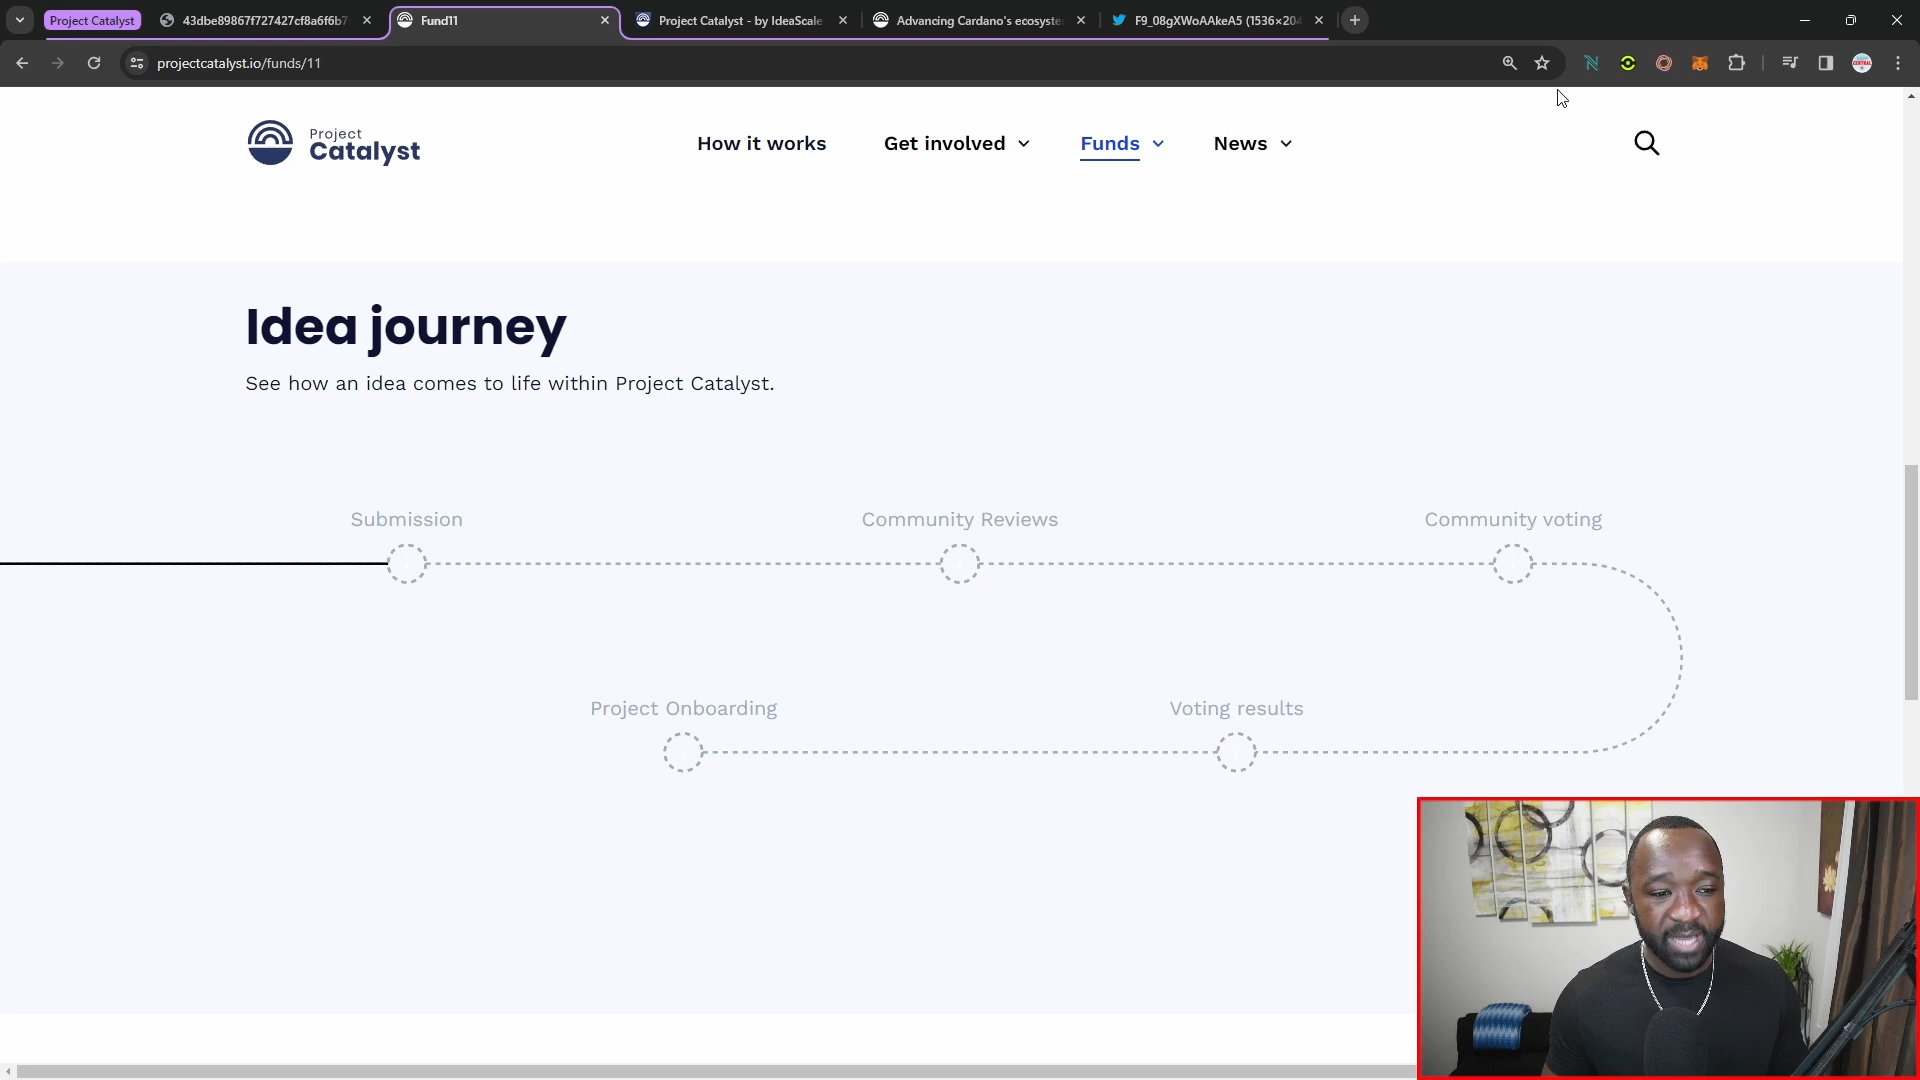 Project Catalyst
43dbe89867f727427cf8a6f6b7
Fund11
Project Catalyst - by IdeaScale
Advancing Cardano's ecosyste
F9_08gXWoAAkeA5 (1536×204
projectcatalyst.io/funds/11
Project
Catalyst
How it works
Get involved
Funds
News
Idea journey
See how an idea comes to life within Project Catalyst.
Submission
Community Reviews
Community voting
Project Onboarding
Voting results